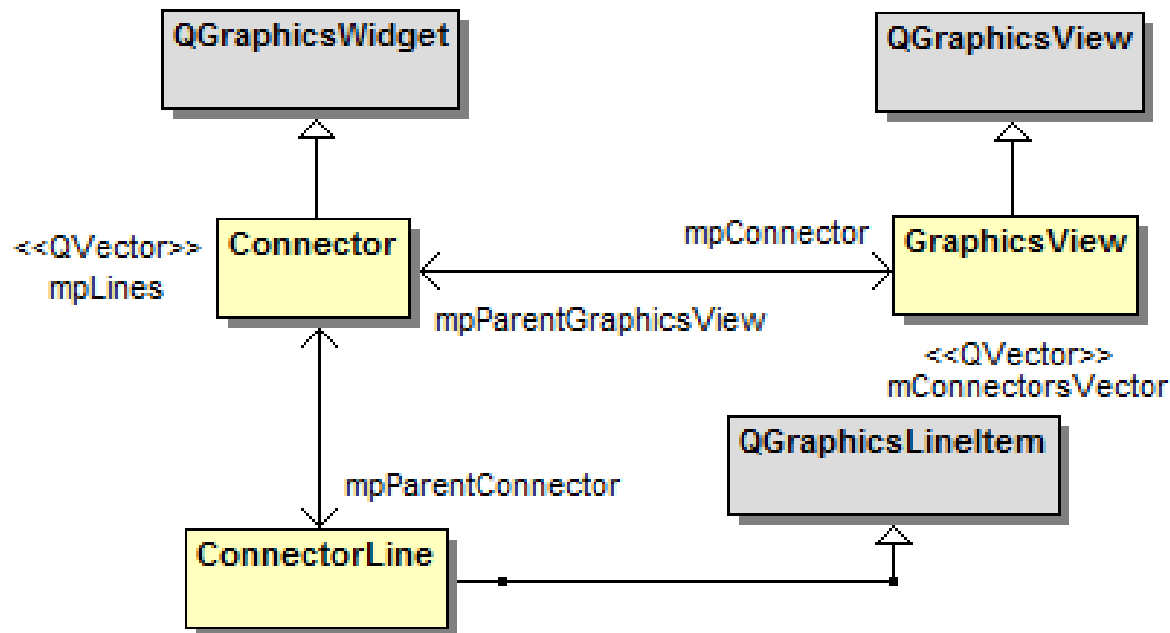 QGraphicsWidget
QGraphicsView
<<QVector>>
mpLines
Connector
mpConnector
GraphicsView
mpParentGraphicsView
<<QVector>>
mConnectorsVector
QGraphicsLineItem
mpParentConnector
ConnectorLine